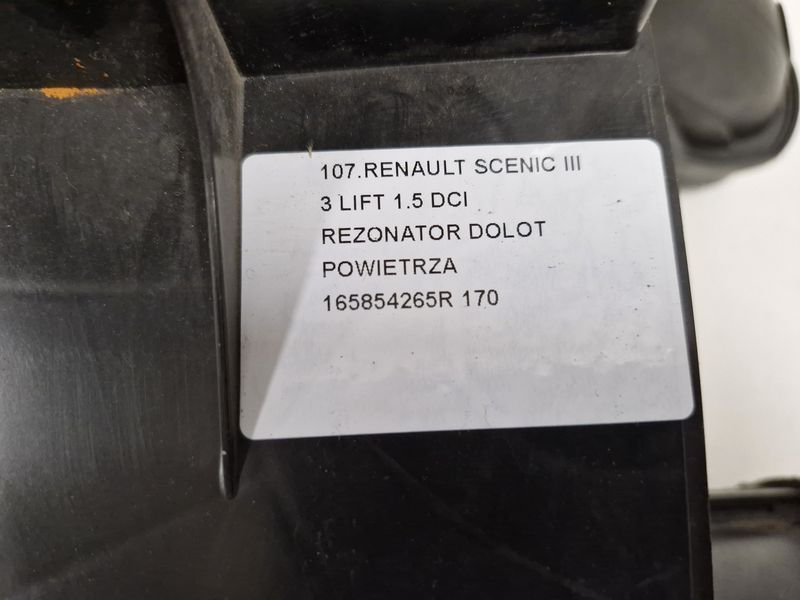 107.RENAULT SCENIC III
3 LIFT 1.5 DCI
REZONATOR DOLOT
POWIETRZA
165854265R 170